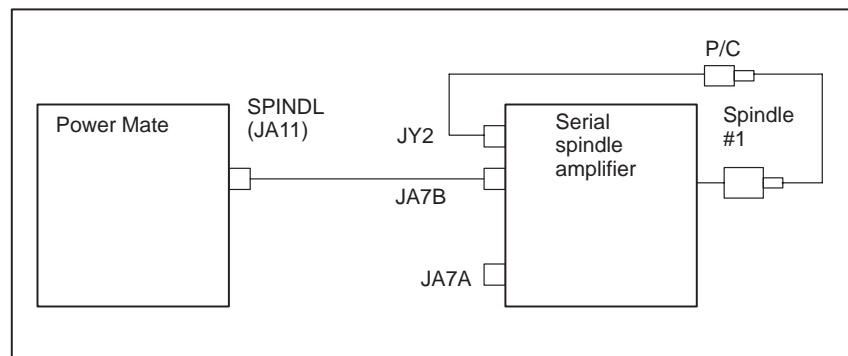 P/C
SPINDL
(JA11)
Power Mate
JY2
Serial
spindle
amplifier
Spindle
#1
JA7B
JA7A